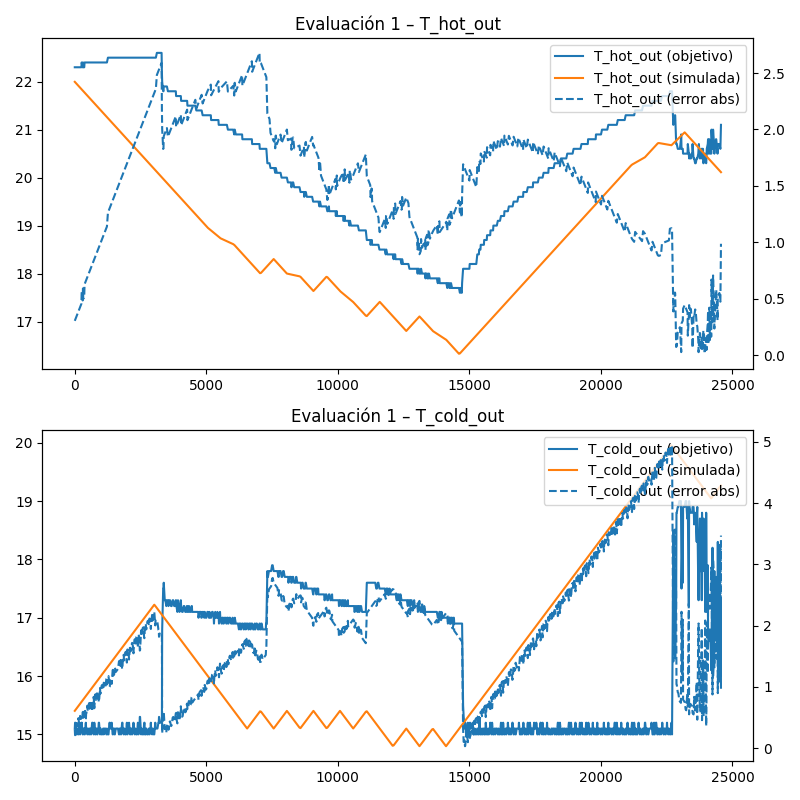 Evaluación 1 – T_hot_out
T_hot_out (objetivo)
T_hot_out (simulada)
T_hot_out (error abs)
22
21
20
19
18
17
2.5
2.0
1.5
1.0
0.5
0.0
0 5000 10000 15000 20000 25000
Evaluación 1 – T_cold_out
T_cold_out (objetivo)
T_cold_out (simulada)
T_cold_out (error abs)
20
19
18
17
16
15
5
4
3
2
1
0
0 5000 10000 15000 20000 25000